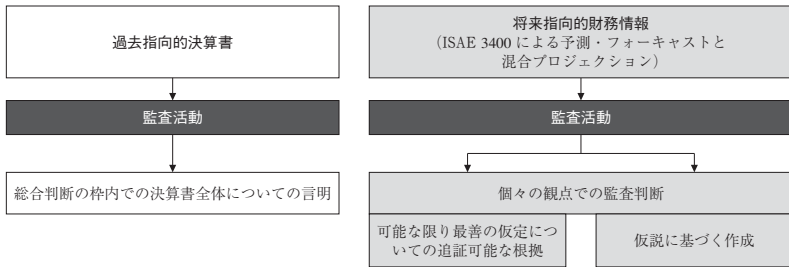 過去指向的決算書
監査活動
総合判断の枠内での決算書全体についての言明
将来指向的財務情報
（ISAE 3400 による予測・フォーキャストと
混合プロジェクション）
監査活動
個々の観点での監査判断
可能な限り最善の仮定につ
いての追証可能な根拠
仮説に基づく作成